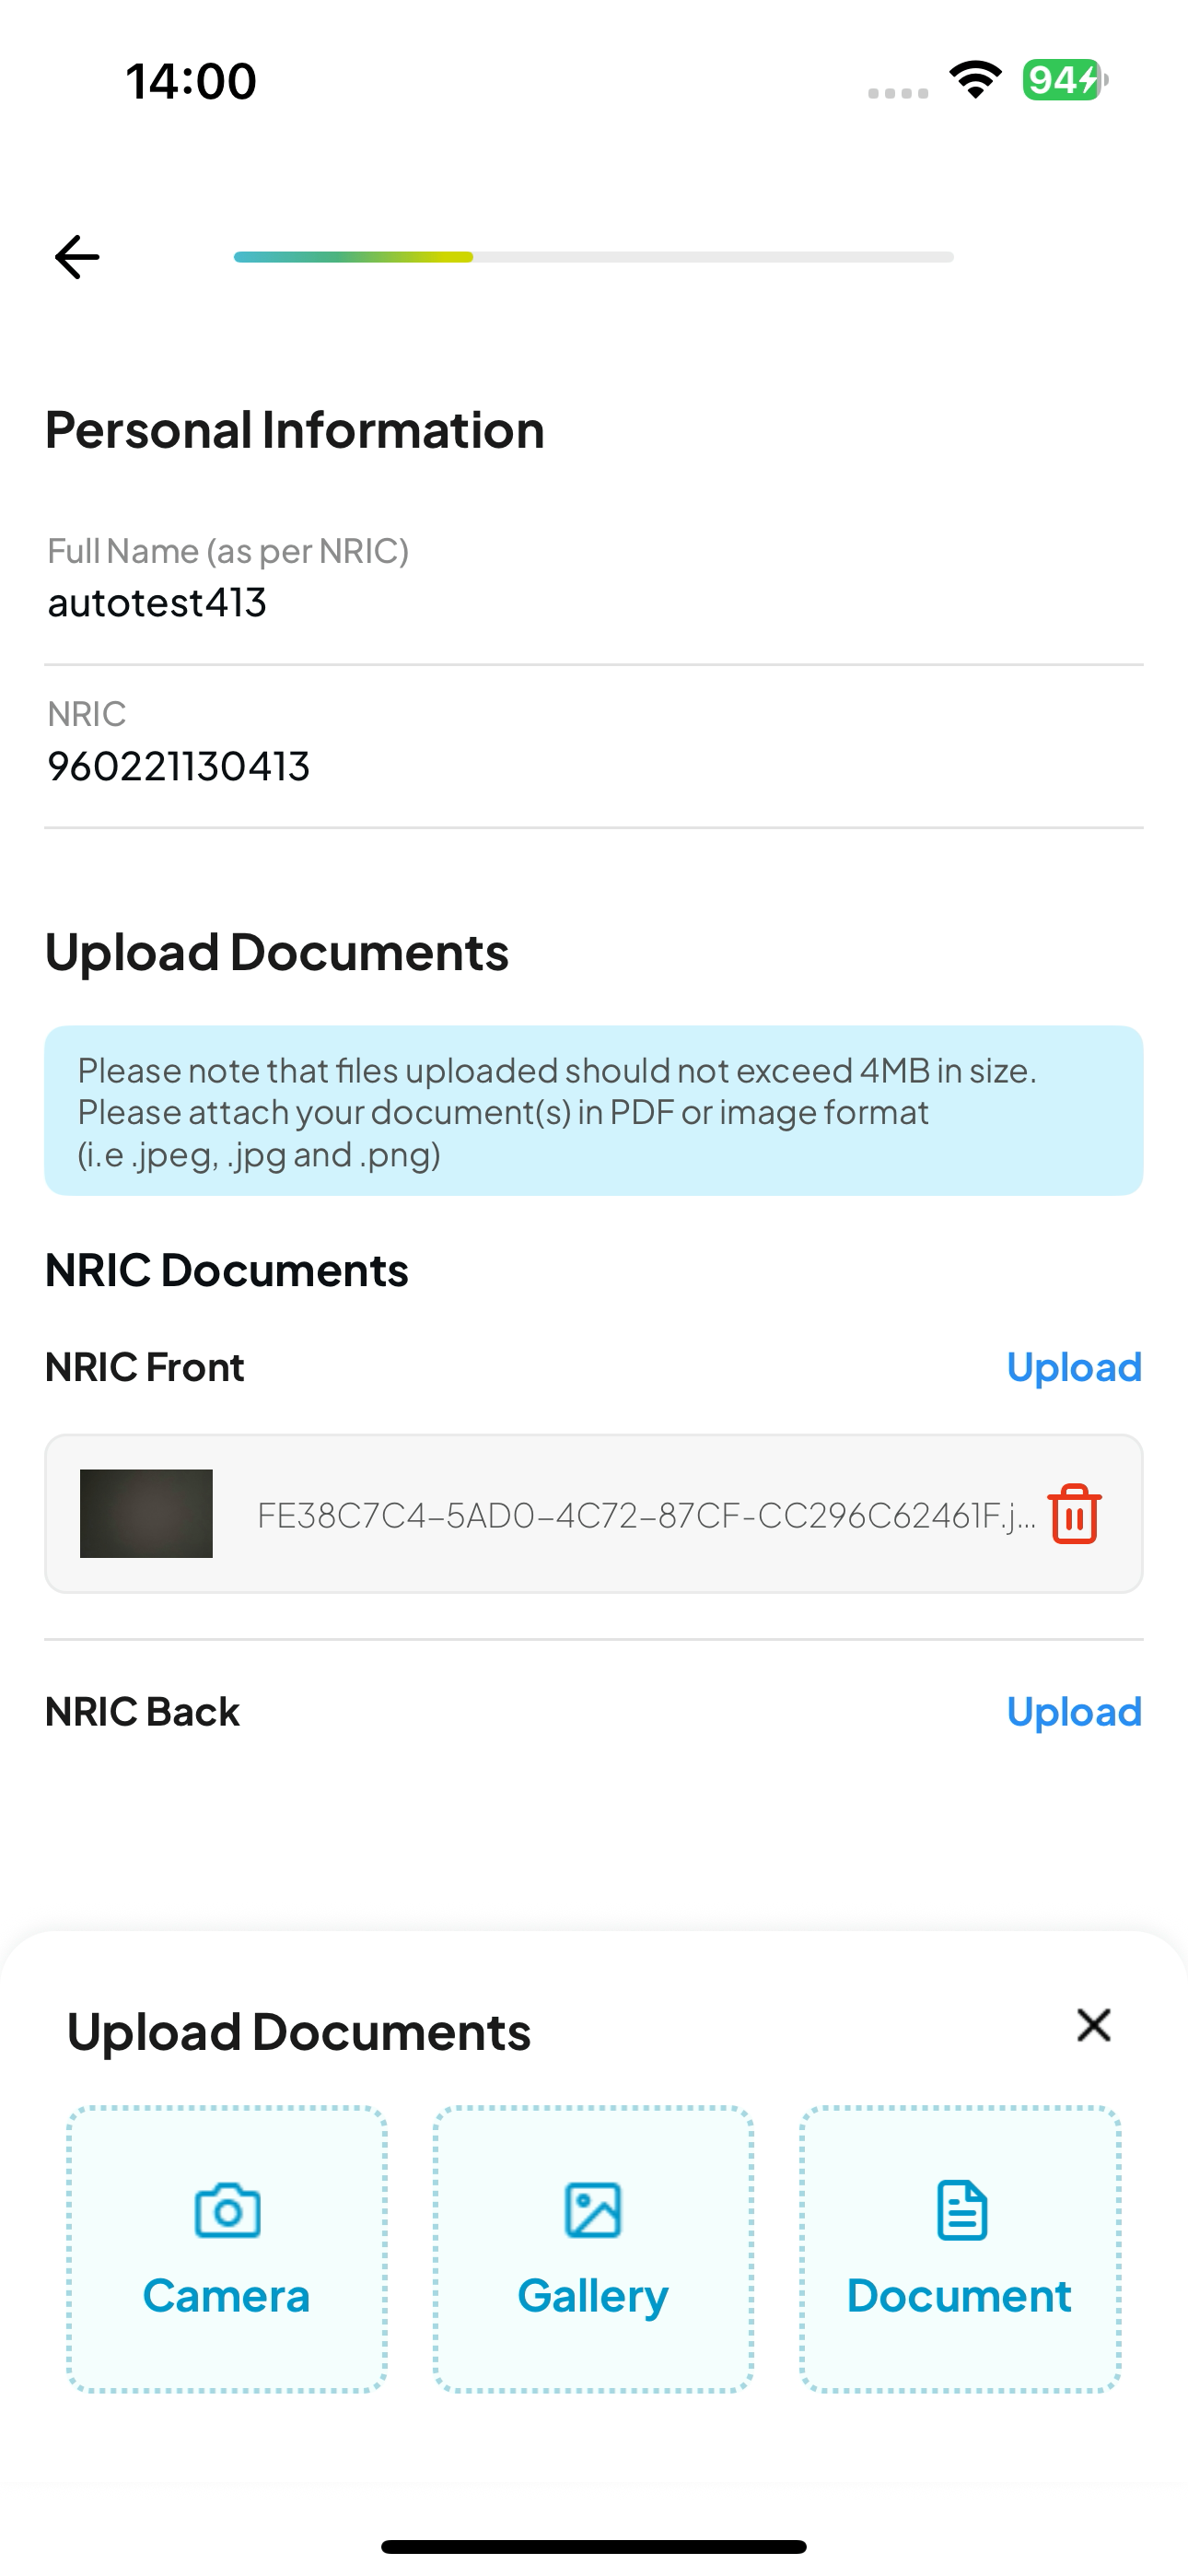 14:00
94
Personal Information
Full Name (as per NRIC)
autotest413
NRIC
960221130413
Upload Documents
Please note that files uploaded should not exceed 4MB in size.
Please attach your document(s) in PDF or image format
(i.e .jpeg, .jpg and .png)
NRIC Documents
NRIC Front
Upload
FE38C7C4-5AD0-4C72-87CF-CC296C62461F.j...
NRIC Back
Upload
Upload Documents
Camera
Gallery
Document